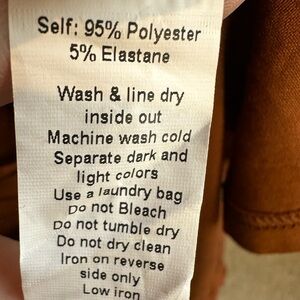 Self: 95% Polyester
5% Elastane
Wash & line dry
inside out
Machine wash cold
Separate dark and
light colors
Use a laundry bag
Do not Bleach
Do not tumble dry
Do not dry clean
Iron on reverse
side only
Low iron